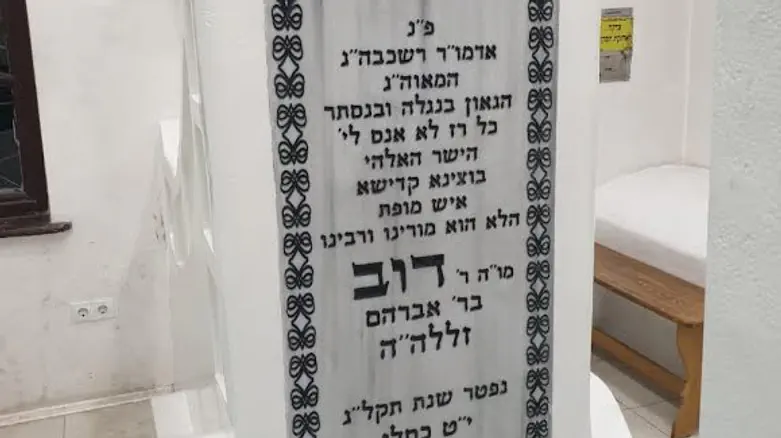 פ״נ
אדמו״ר רשכבה״ג
המאוה״ג
הגאון בנגלה ובנסתר
כל רז לא אנס לי׳
הישר האלהי
בוצינא קדישא
איש מופת
הלא הוא מורינו ורבינו
מו״ה ר׳ דוב
בר׳ אברהם
זללה״ה
נפטר שנת תקל״ג
י״ט כסלו